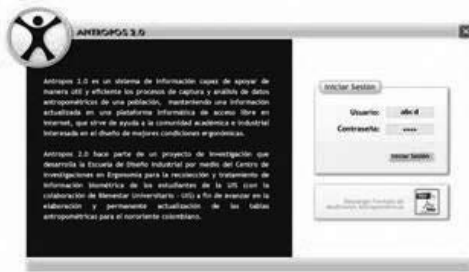 ANTROPOS 2.0
Antropos 2.0 es un sistema de información capaz de apoyar de
manera útil y eficiente los procesos de captura y análisis de datos
antropométricos de una población, manteniendo una información
actualizada en una plataforma informática de acceso libre en
internet, que sirve de ayuda a la comunidad académica e industrial
interesada en el diseño de mejores condiciones ergonómicas.
Antropos 2.0 hace parte de un proyecto de investigación que
desarrolla la Escuela de Diseño Industrial por medio del Centro de
Investigaciones en Ergonomía para la recolección y tratamiento de
información biométrica de los estudiantes de la UIS (con la
colaboración de Bienestar Universitario - UIS) a fin de avanzar en la
elaboración y permanente actualización de las tablas
antropométricas para el nororiente colombiano.
Iniciar Sesión
Usuario: abcd
Contraseña: ****
Iniciar Sesión
Descargar Formato de
antropométricas